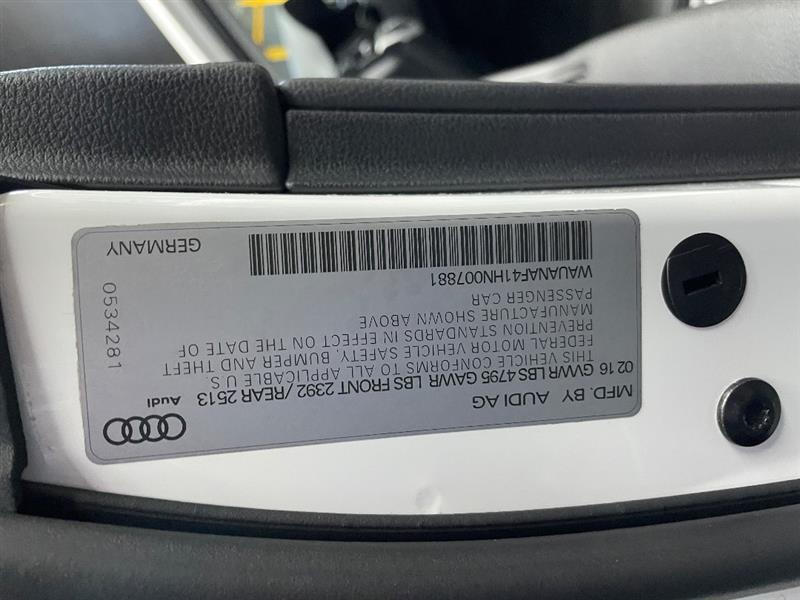 MFD. BY AUDI AG
02 16 GVWR LBS 4795 GAWR LBS FRONT 2392 / REAR 2513
Audi
THIS VEHICLE CONFORMS TO ALL APPLICABLE U.S.
FEDERAL MOTOR VEHICLE SAFETY, BUMPER AND THEFT
PREVENTION STANDARDS IN EFFECT ON THE DATE OF
MANUFACTURE SHOWN ABOVE
PASSENGER CAR
WAUANAF41HN007881
GERMANY
0534281